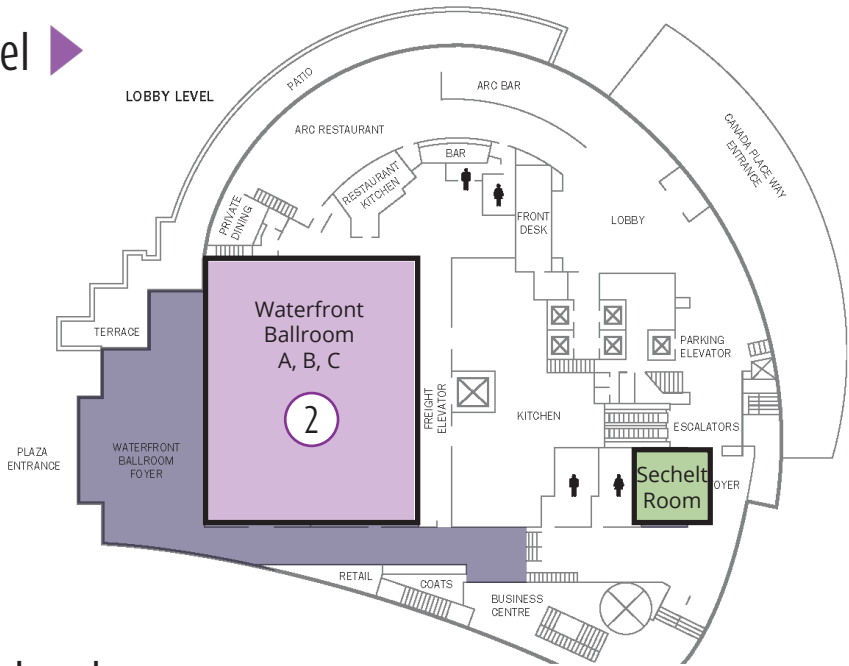 el
PATIO
ARC BAR
LOBBY LEVEL
ARC RESTAURANT
CANADA PLACE WAY
ENTRANCE
BAR
RESTAURANT
KITCHEN
PRIVATE
DINING
FRONT
DESK
LOBBY
Waterfront
Ballroom
A, B, C
2
TERRACE
PARKING
ELEVATOR
FREIGHT
ELEVATOR
KITCHEN
ESCALATORS
PLAZA
ENTRANCE
WATERFRONT
BALLROOM
FOYER
Sechelt
Room
OYER
RETAIL
COATS
BUSINESS
CENTRE